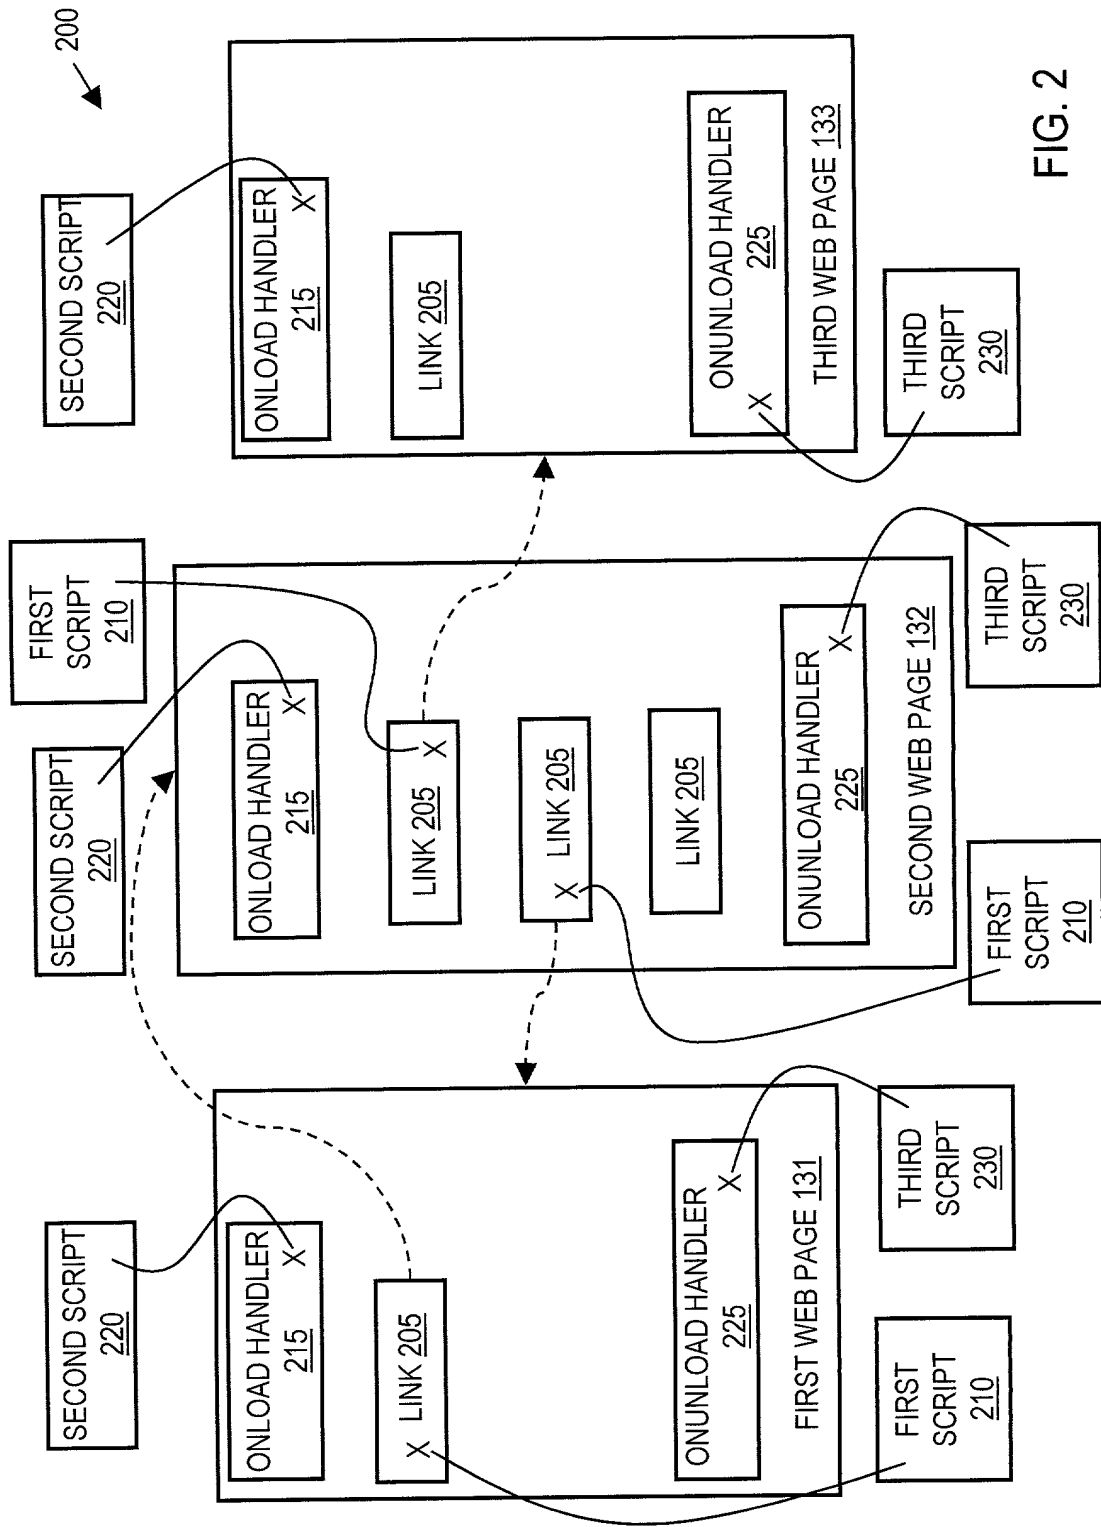 200
SECOND SCRIPT
220
ONLOAD HANDLER
215
X
X LINK 205
ONUNLOAD HANDLER
225
X
FIRST WEB PAGE 131
FIRST
SCRIPT
210
THIRD
SCRIPT
230
SECOND SCRIPT
220
FIRST
SCRIPT
210
ONLOAD HANDLER
215
X
LINK 205 X
X LINK 205
LINK 205
ONUNLOAD HANDLER
225
X
SECOND WEB PAGE 132
FIRST
SCRIPT
210
THIRD
SCRIPT
230
SECOND SCRIPT
220
ONLOAD HANDLER
215
X
LINK 205
ONUNLOAD HANDLER
225
X
THIRD WEB PAGE 133
THIRD
SCRIPT
230
FIG. 2